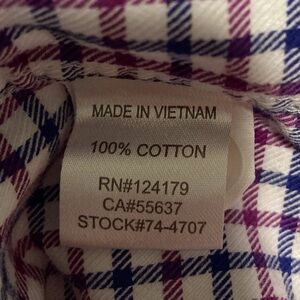 MADE IN VIETNAM
100% COTTON
RN#124179
CA#55637
STOCK#74-4707